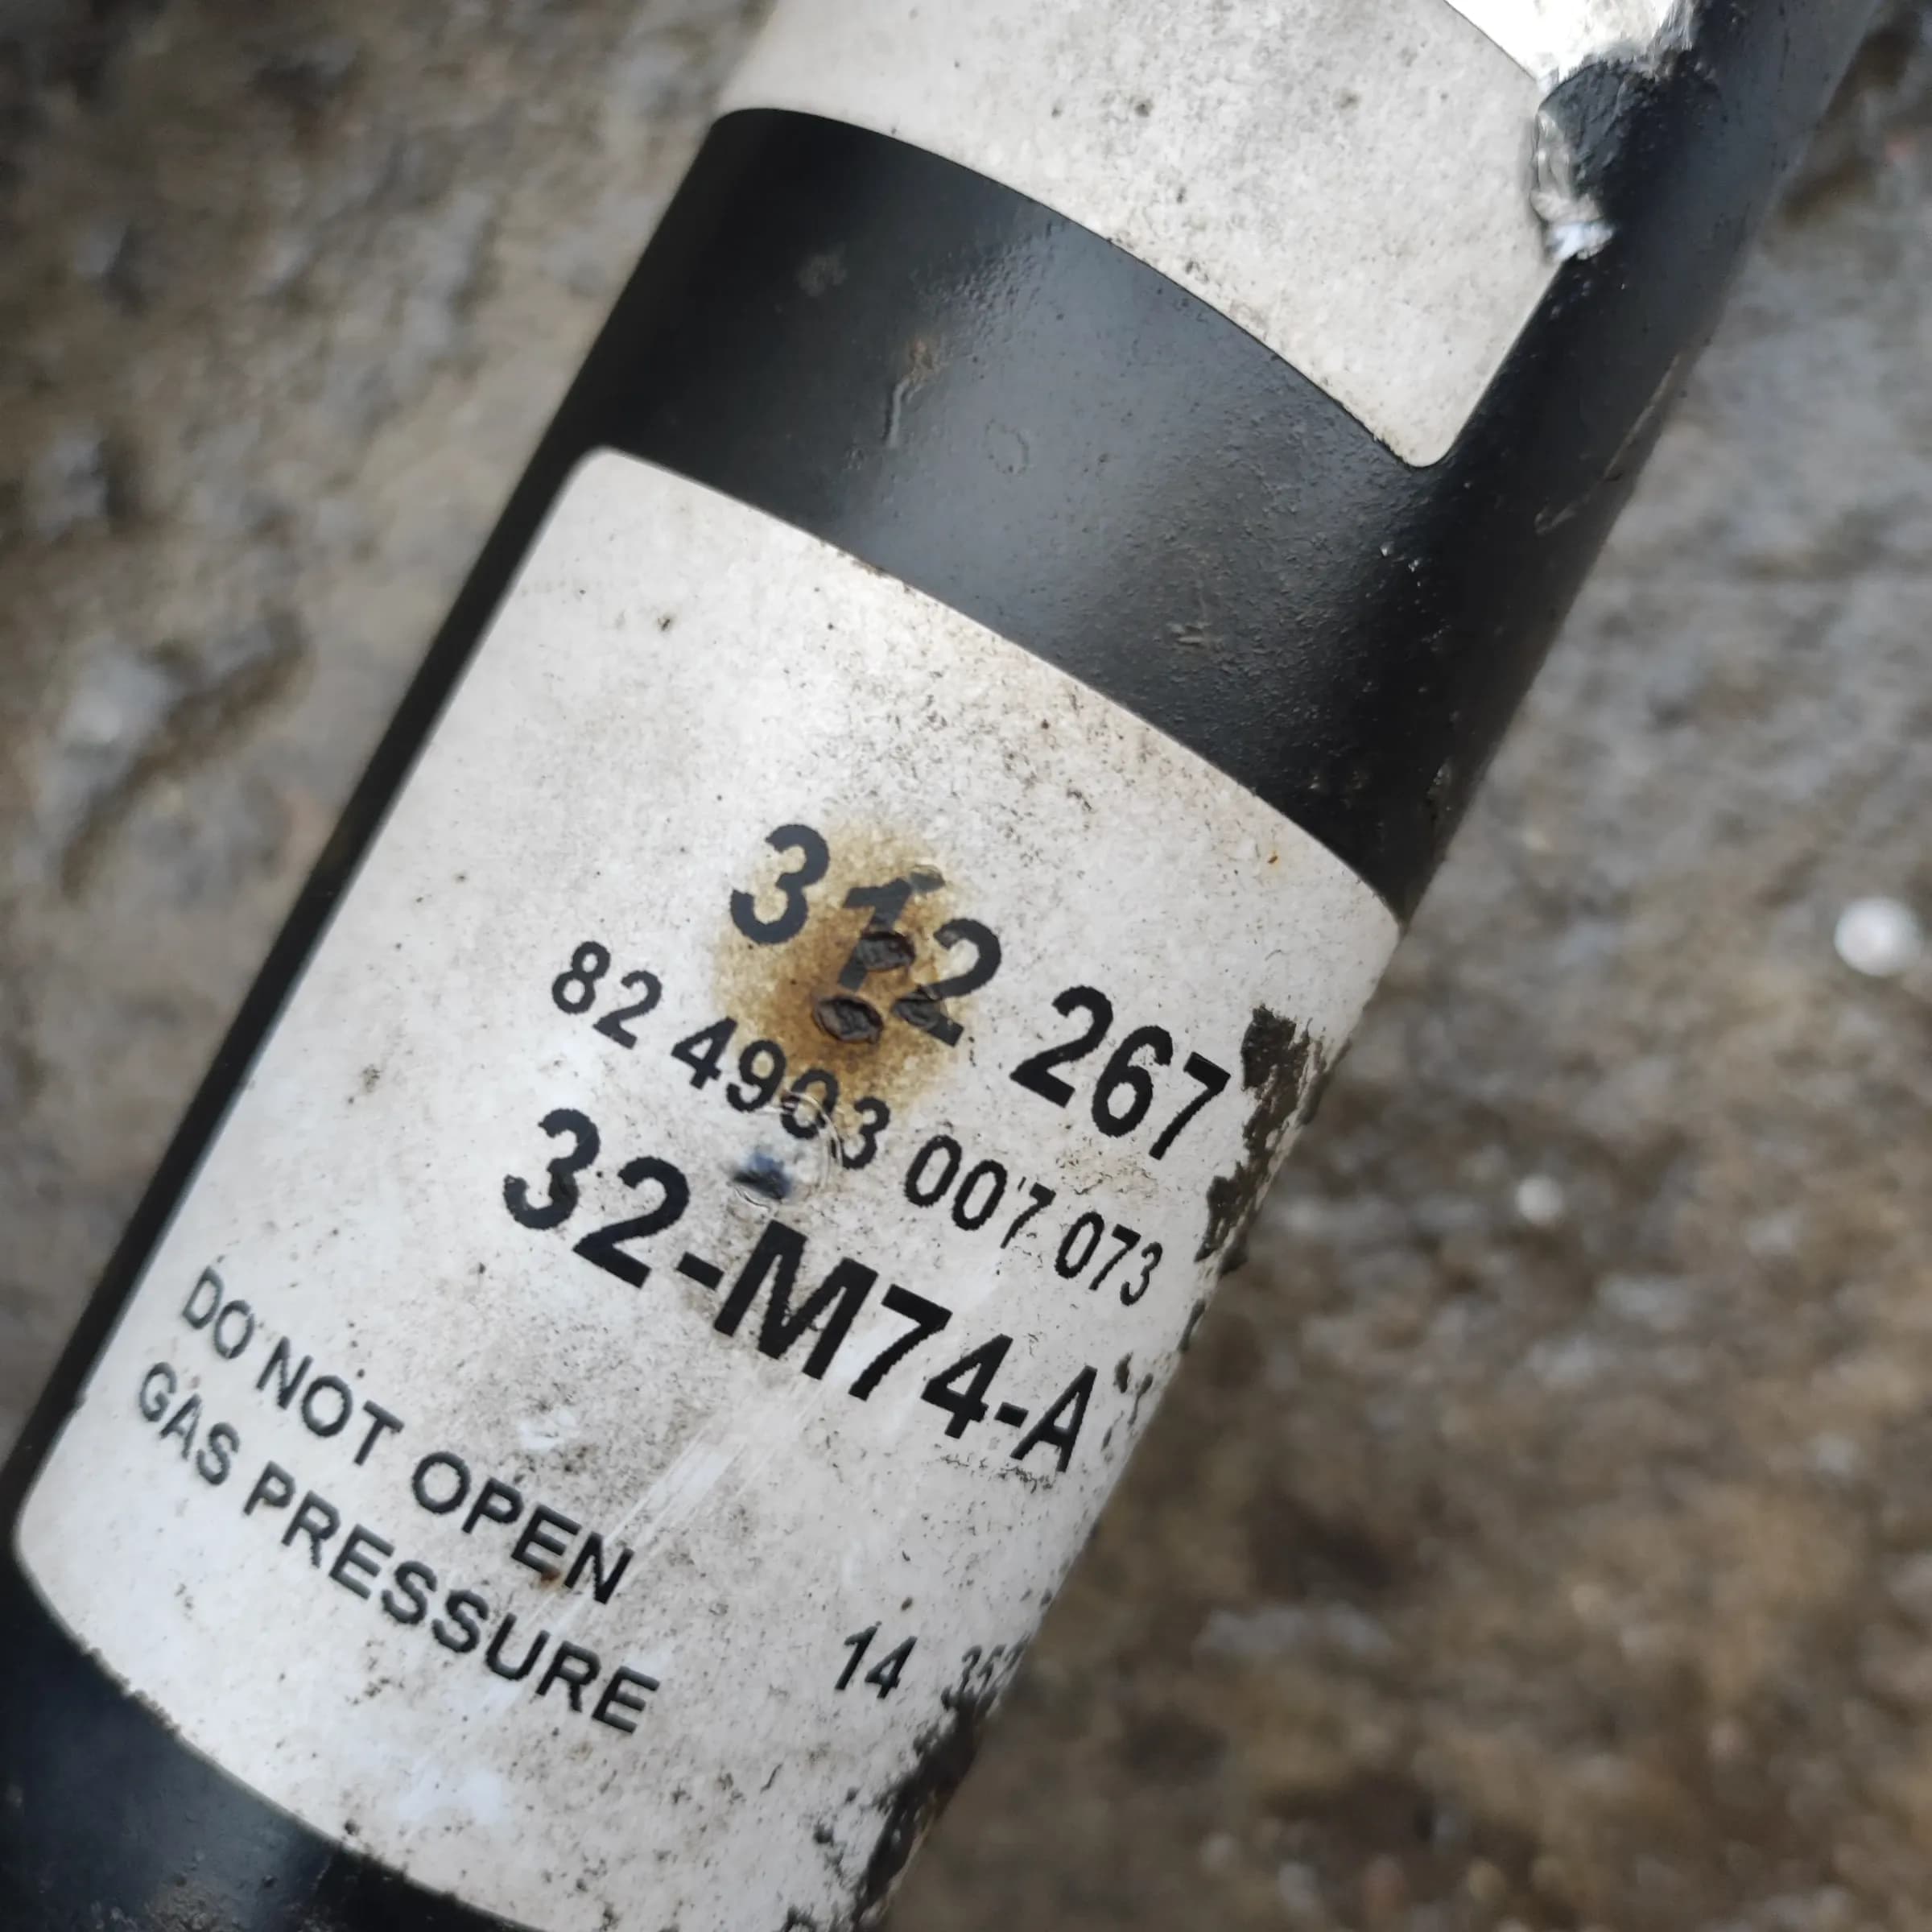 312 267
82 4903 007 073
32-M74-A
DO NOT OPEN
GAS PRESSURE
14